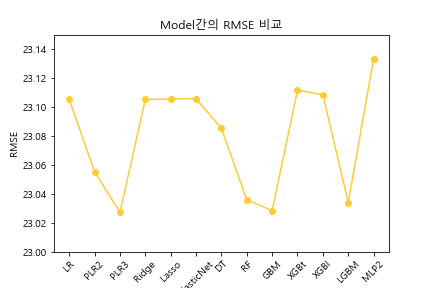 Model간의 RMSE 비교
RMSE
23.14
23.12
23.10
23.08
23.06
23.04
23.02
23.00
LR
PLR2
PLR3
Ridge
Lasso
lasticNet
DT
RF
GBM
XGBt
XGBl
LGBM
MLP2